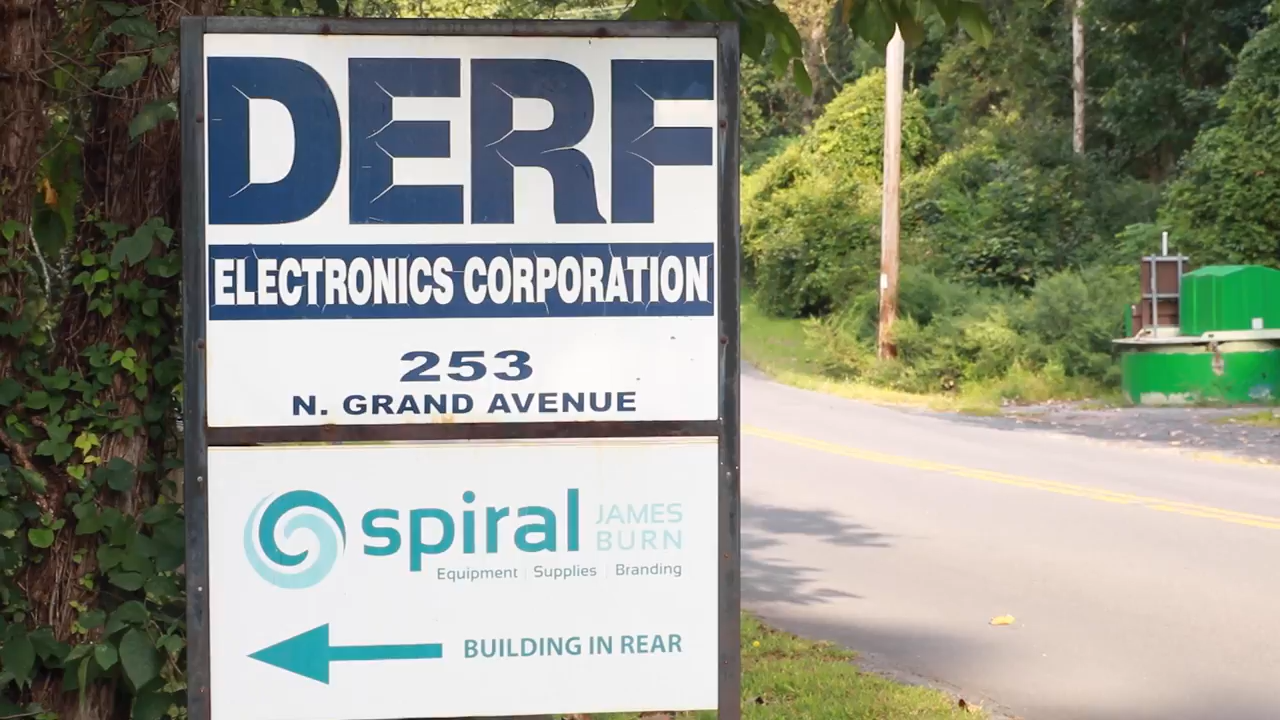 DERF
ELECTRONICS CORPORATION
253
N. GRAND AVENUE
spiral JAMES BURN
Equipment | Supplies | Branding
BUILDING IN REAR